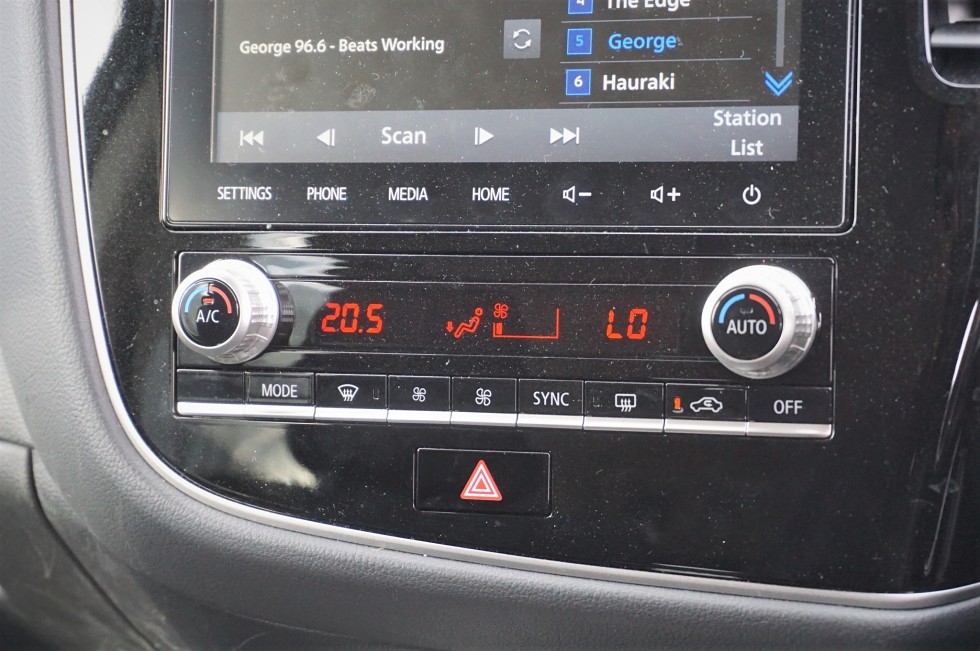 4 The Edge
George 96.6 - Beats Working
5 George
6 Hauraki
Scan
Station
List
SETTINGS PHONE MEDIA HOME
A/C 20.5 LO AUTO
MODE SYNC OFF